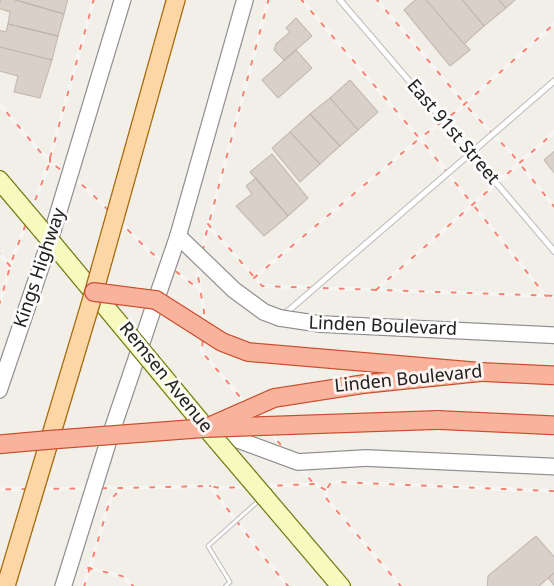 East 91st Street
Kings Highway
Linden Boulevard
Remsen Avenue
Linden Boulevard